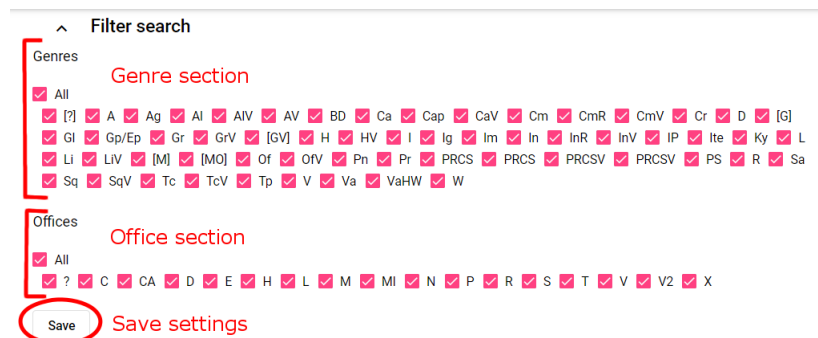 Filter search
Genres
Genre section
All
[?] A Ag Al AlV AV BD Ca Cap CaV Cm CmR CmV Cr D [G]
Gl Gp/Ep Gr GrV [GV] H HV I Ig Im In InR InV IP Ite Ky L
Li LiV [M] [MO] Of OfV Pn Pr PRCS PRCS PRCSV PRCSV PS R Sa
Sq SqV Tc TcV Tp V Va VaHW W
Offices
Office section
All
? C CA D E H L M MI N P R S T V V2 X
Save Save settings